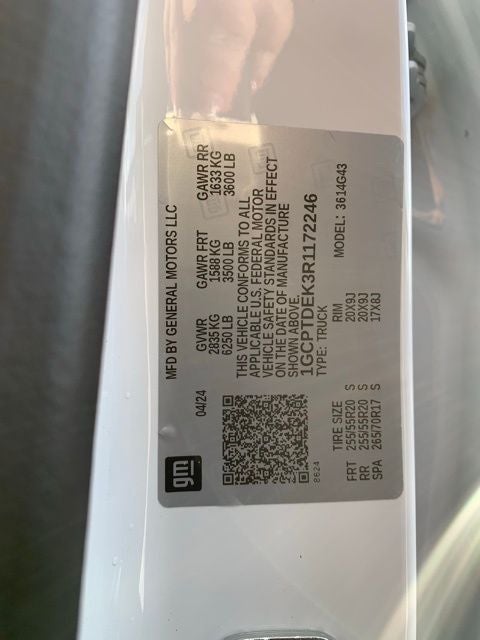 gm
MFD BY GENERAL MOTORS LLC
04/24 GVWR GAWR FRT GAWR RR
2835 KG 1588 KG 1633 KG
6250 LB 3500 LB 3600 LB
THIS VEHICLE CONFORMS TO ALL
APPLICABLE U.S. FEDERAL MOTOR
VEHICLE SAFETY STANDARDS IN EFFECT
ON THE DATE OF MANUFACTURE
SHOWN ABOVE.
1GCPTDEK3R1172246
TYPE: TRUCK MODEL: 3614G43
8624
TIRE SIZE RIM
FRT 255/55R20 S 20X9J
RR 255/55R20 S 20X9J
SPA 265/70R17 S 17X8J